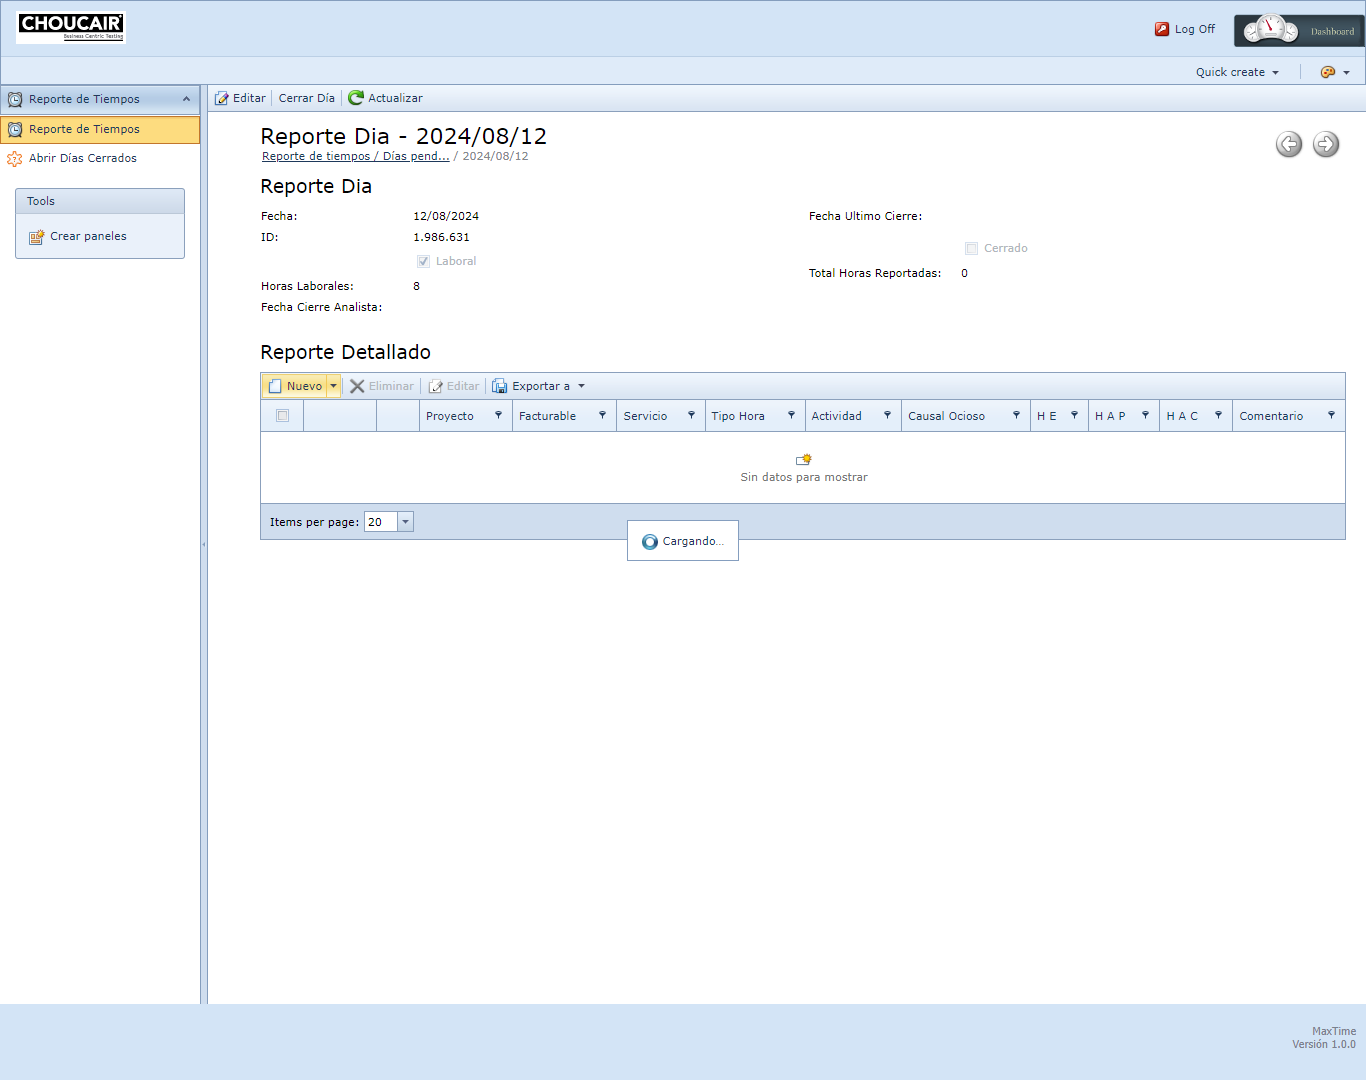 CHOUCAIR
Business Centric Testing
Log Off
Dashboard
Quick create
Reporte de Tiempos
Editar
Cerrar Día
Actualizar
Reporte de Tiempos
Abrir Días Cerrados
Tools
Crear paneles
Reporte Dia - 2024/08/12
Reporte de tiempos / Días pend... / 2024/08/12
Reporte Dia
Fecha: 12/08/2024
Fecha Ultimo Cierre:
ID: 1.986.631
Cerrado
Laboral
Total Horas Reportadas: 0
Horas Laborales: 8
Fecha Cierre Analista:
Reporte Detallado
Nuevo Eliminar Editar Exportar a
Proyecto Facturable Servicio Tipo Hora Actividad Causal Ocioso H E H A P H A C Comentario
Sin datos para mostrar
Items per page: 20
Cargando...
MaxTime
Versión 1.0.0